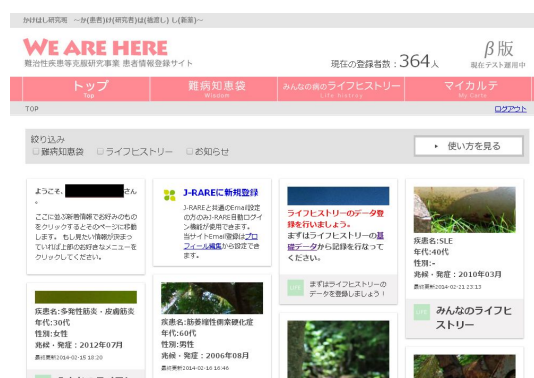 かけはし研究班　～か(患者)け(研究者)は(橋渡し) し(新薬)～
WE ARE HERE
難治性疾患等克服研究事業 患者情報登録サイト
現在の登録者数：364人
β版
現在テスト運用中
トップ
Top
難病知恵袋
Wisdom
みんなの病のライフヒストリー
Life History
マイカルテ
My Carte
TOP
ログアウト
絞り込み
難病知恵袋 ライフヒストリー お知らせ
使い方を見る
ようこそ、
さん
。
ここに並ぶ新着情報でお好みのもの
をクリックするとそのページに移動
します。 もし見たい情報が決まっ
ていれば上部のお好きなメニューを
クリックしてください。
J-RAREに新規登録
J-RAREと共通のEmail設定
の方のみJ-RARE自動ログイ
ン機能が使用できます。
当サイトEmail登録はプロ
フィール編集から設定でき
ます。
ライフヒストリーのデータ登
録を行いましょう。
まずはライフヒストリーの基
礎データから記録を行なって
ください。
LIFE
まずはライフヒストリーの
データを登録しましょう！
疾患名:SLE
年代:40代
性別:-
兆候・発症：2010年03月
最終更新2014-02-21 23:13
LIFE
みんなのライフヒ
ストリー
疾患名:多発性筋炎・皮膚筋炎
年代:30代
性別:女性
兆候・発症：2012年07月
最終更新2014-02-15 18:20
疾患名:筋萎縮性側索硬化症
年代:60代
性別:男性
兆候・発症：2006年08月
最終更新2014-02-16 16:46